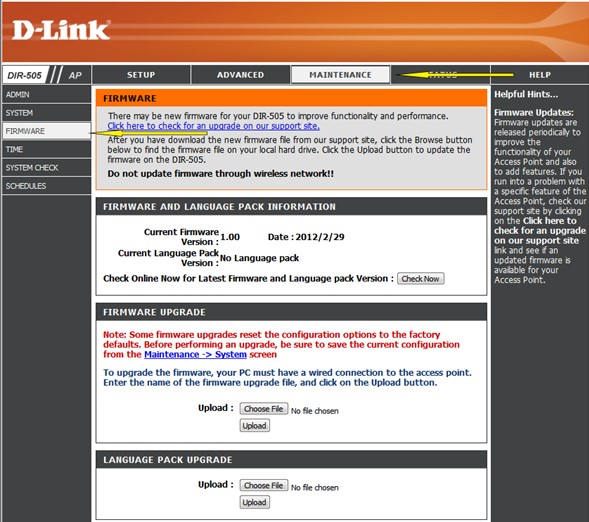 D-Link
DIR-505 // AP
SETUP
ADVANCED
MAINTENANCE
STATUS
HELP
ADMIN
SYSTEM
FIRMWARE
TIME
SYSTEM CHECK
SCHEDULES
FIRMWARE
There may be new firmware for your DIR-505 to improve functionality and performance.
Click here to check for an upgrade on our support site.
After you have download the new firmware file from our support site, click the Browse button
below to find the firmware file on your local hard drive. Click the Upload button to update the
firmware on the DIR-505.
Do not update firmware through wireless network!!
FIRMWARE AND LANGUAGE PACK INFORMATION
Current Firmware
Version : 1.00 Date : 2012/2/29
Current Language Pack
Version : No Language pack
Check Online Now for Latest Firmware and Language pack Version : Check Now
FIRMWARE UPGRADE
Note: Some firmware upgrades reset the configuration options to the factory
defaults. Before performing an upgrade, be sure to save the current configuration
from the Maintenance -> System screen
To upgrade the firmware, your PC must have a wired connection to the access point.
Enter the name of the firmware upgrade file, and click on the Upload button.
Upload : Choose File No file chosen
Upload
LANGUAGE PACK UPGRADE
Upload : Choose File No file chosen
Upload
Helpful Hints...
Firmware Updates:
Firmware updates are
released periodically to
improve the
functionality of your
Access Point and also
to add features. If you
run into a problem with
a specific feature of the
Access Point, check our
support site by clicking
on the Click here to
check for an upgrade
on our support site
link and see if an
updated firmware is
available for your
Access Point.